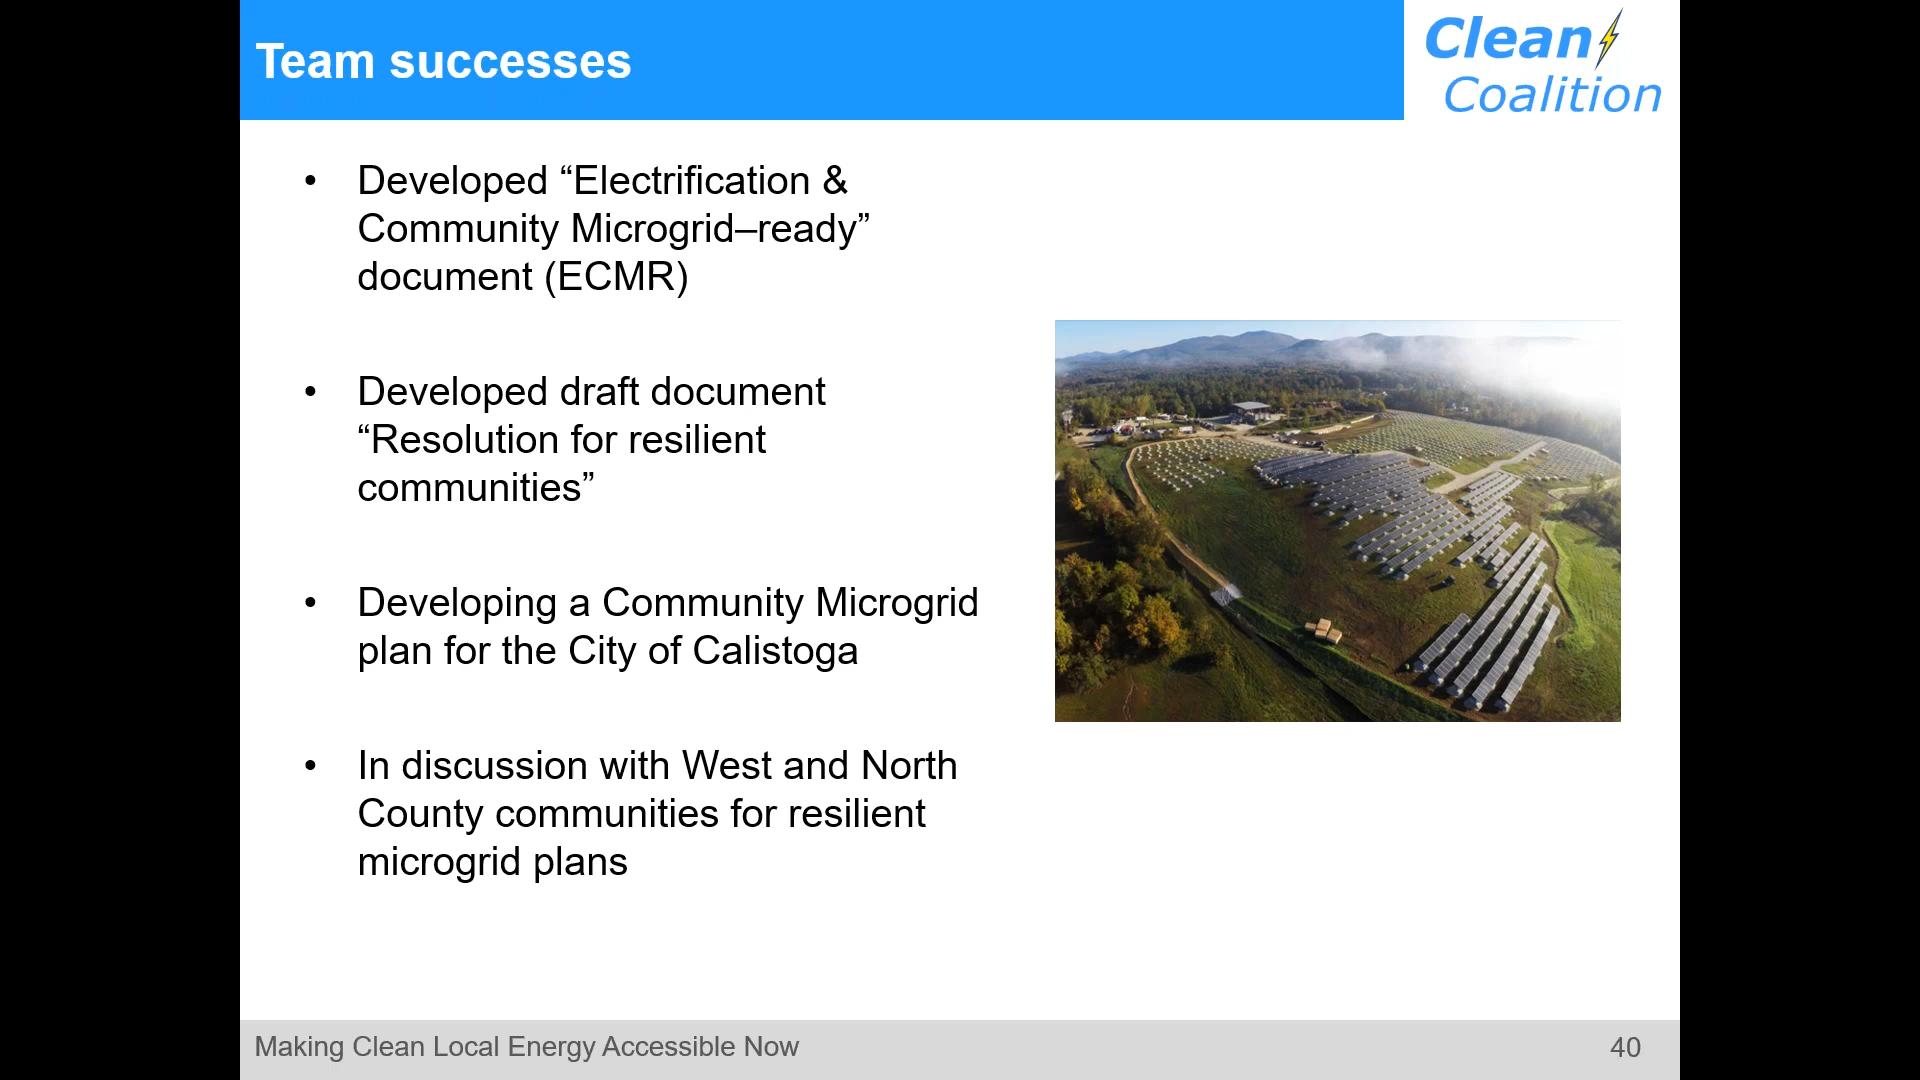 Team successes
Clean
Coalition
• Developed “Electrification &
Community Microgrid–ready”
document (ECMR)
• Developed draft document
“Resolution for resilient
communities”
• Developing a Community Microgrid
plan for the City of Calistoga
• In discussion with West and North
County communities for resilient
microgrid plans
Making Clean Local Energy Accessible Now
40